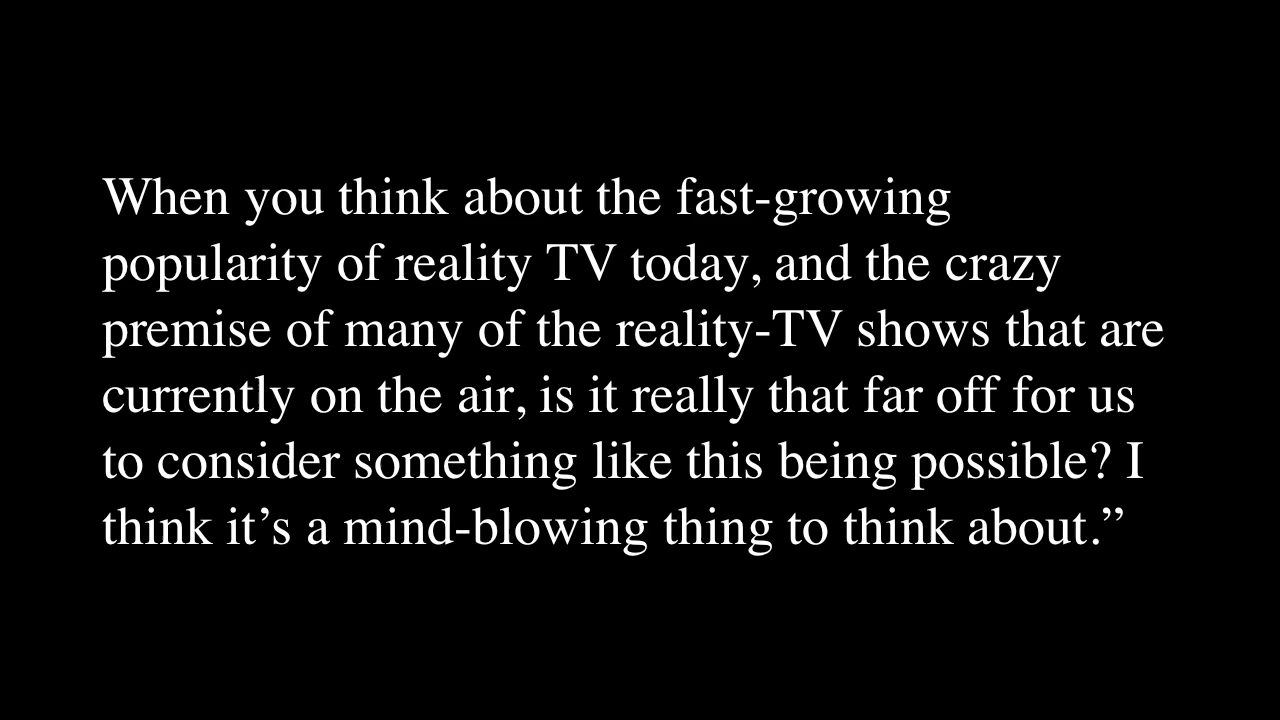 When you think about the fast-growing
popularity of reality TV today, and the crazy
premise of many of the reality-TV shows that are
currently on the air, is it really that far off for us
to consider something like this being possible? I
think it’s a mind-blowing thing to think about.”